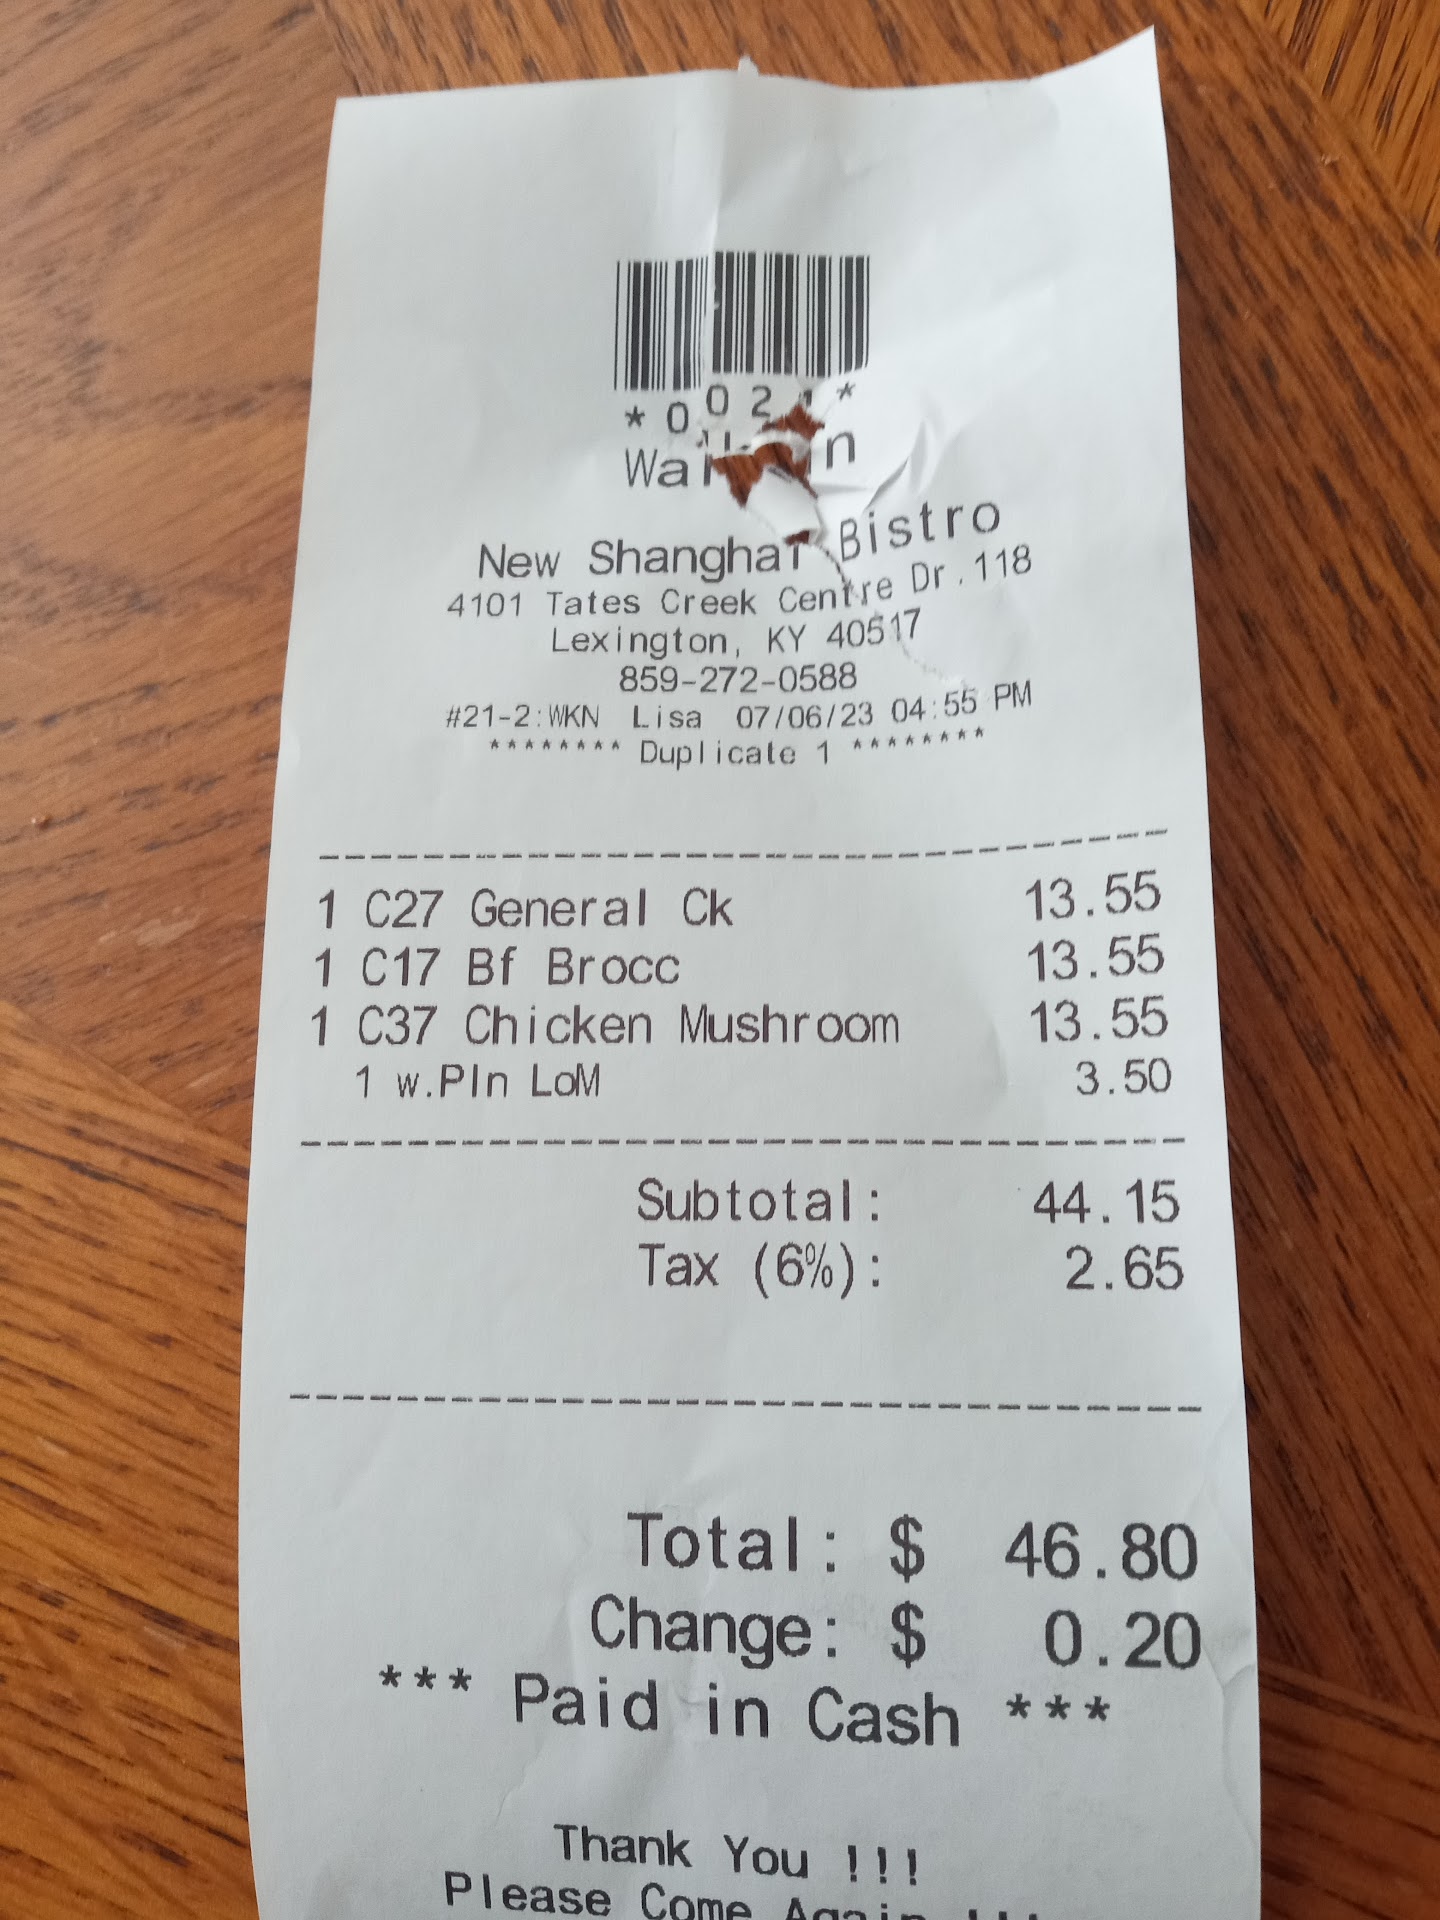 *002
New Shanghai Bistro
4101 Tates Creek Centre Dr. 118
Lexington, KY 40517
859-272-0588
#21-2:WKN Lisa 07/06/23 04:55 PM
******** Duplicate 1 ********
1 C27 General Ck 13.55
1 C17 Bf Brocc 13.55
1 C37 Chicken Mushroom 13.55
1 w.Pln LoM 3.50
Subtotal: 44.15
Tax (6%): 2.65
Total: $ 46.80
Change: $ 0.20
*** Paid in Cash ***
Thank You !!!
Please Come Again !!!